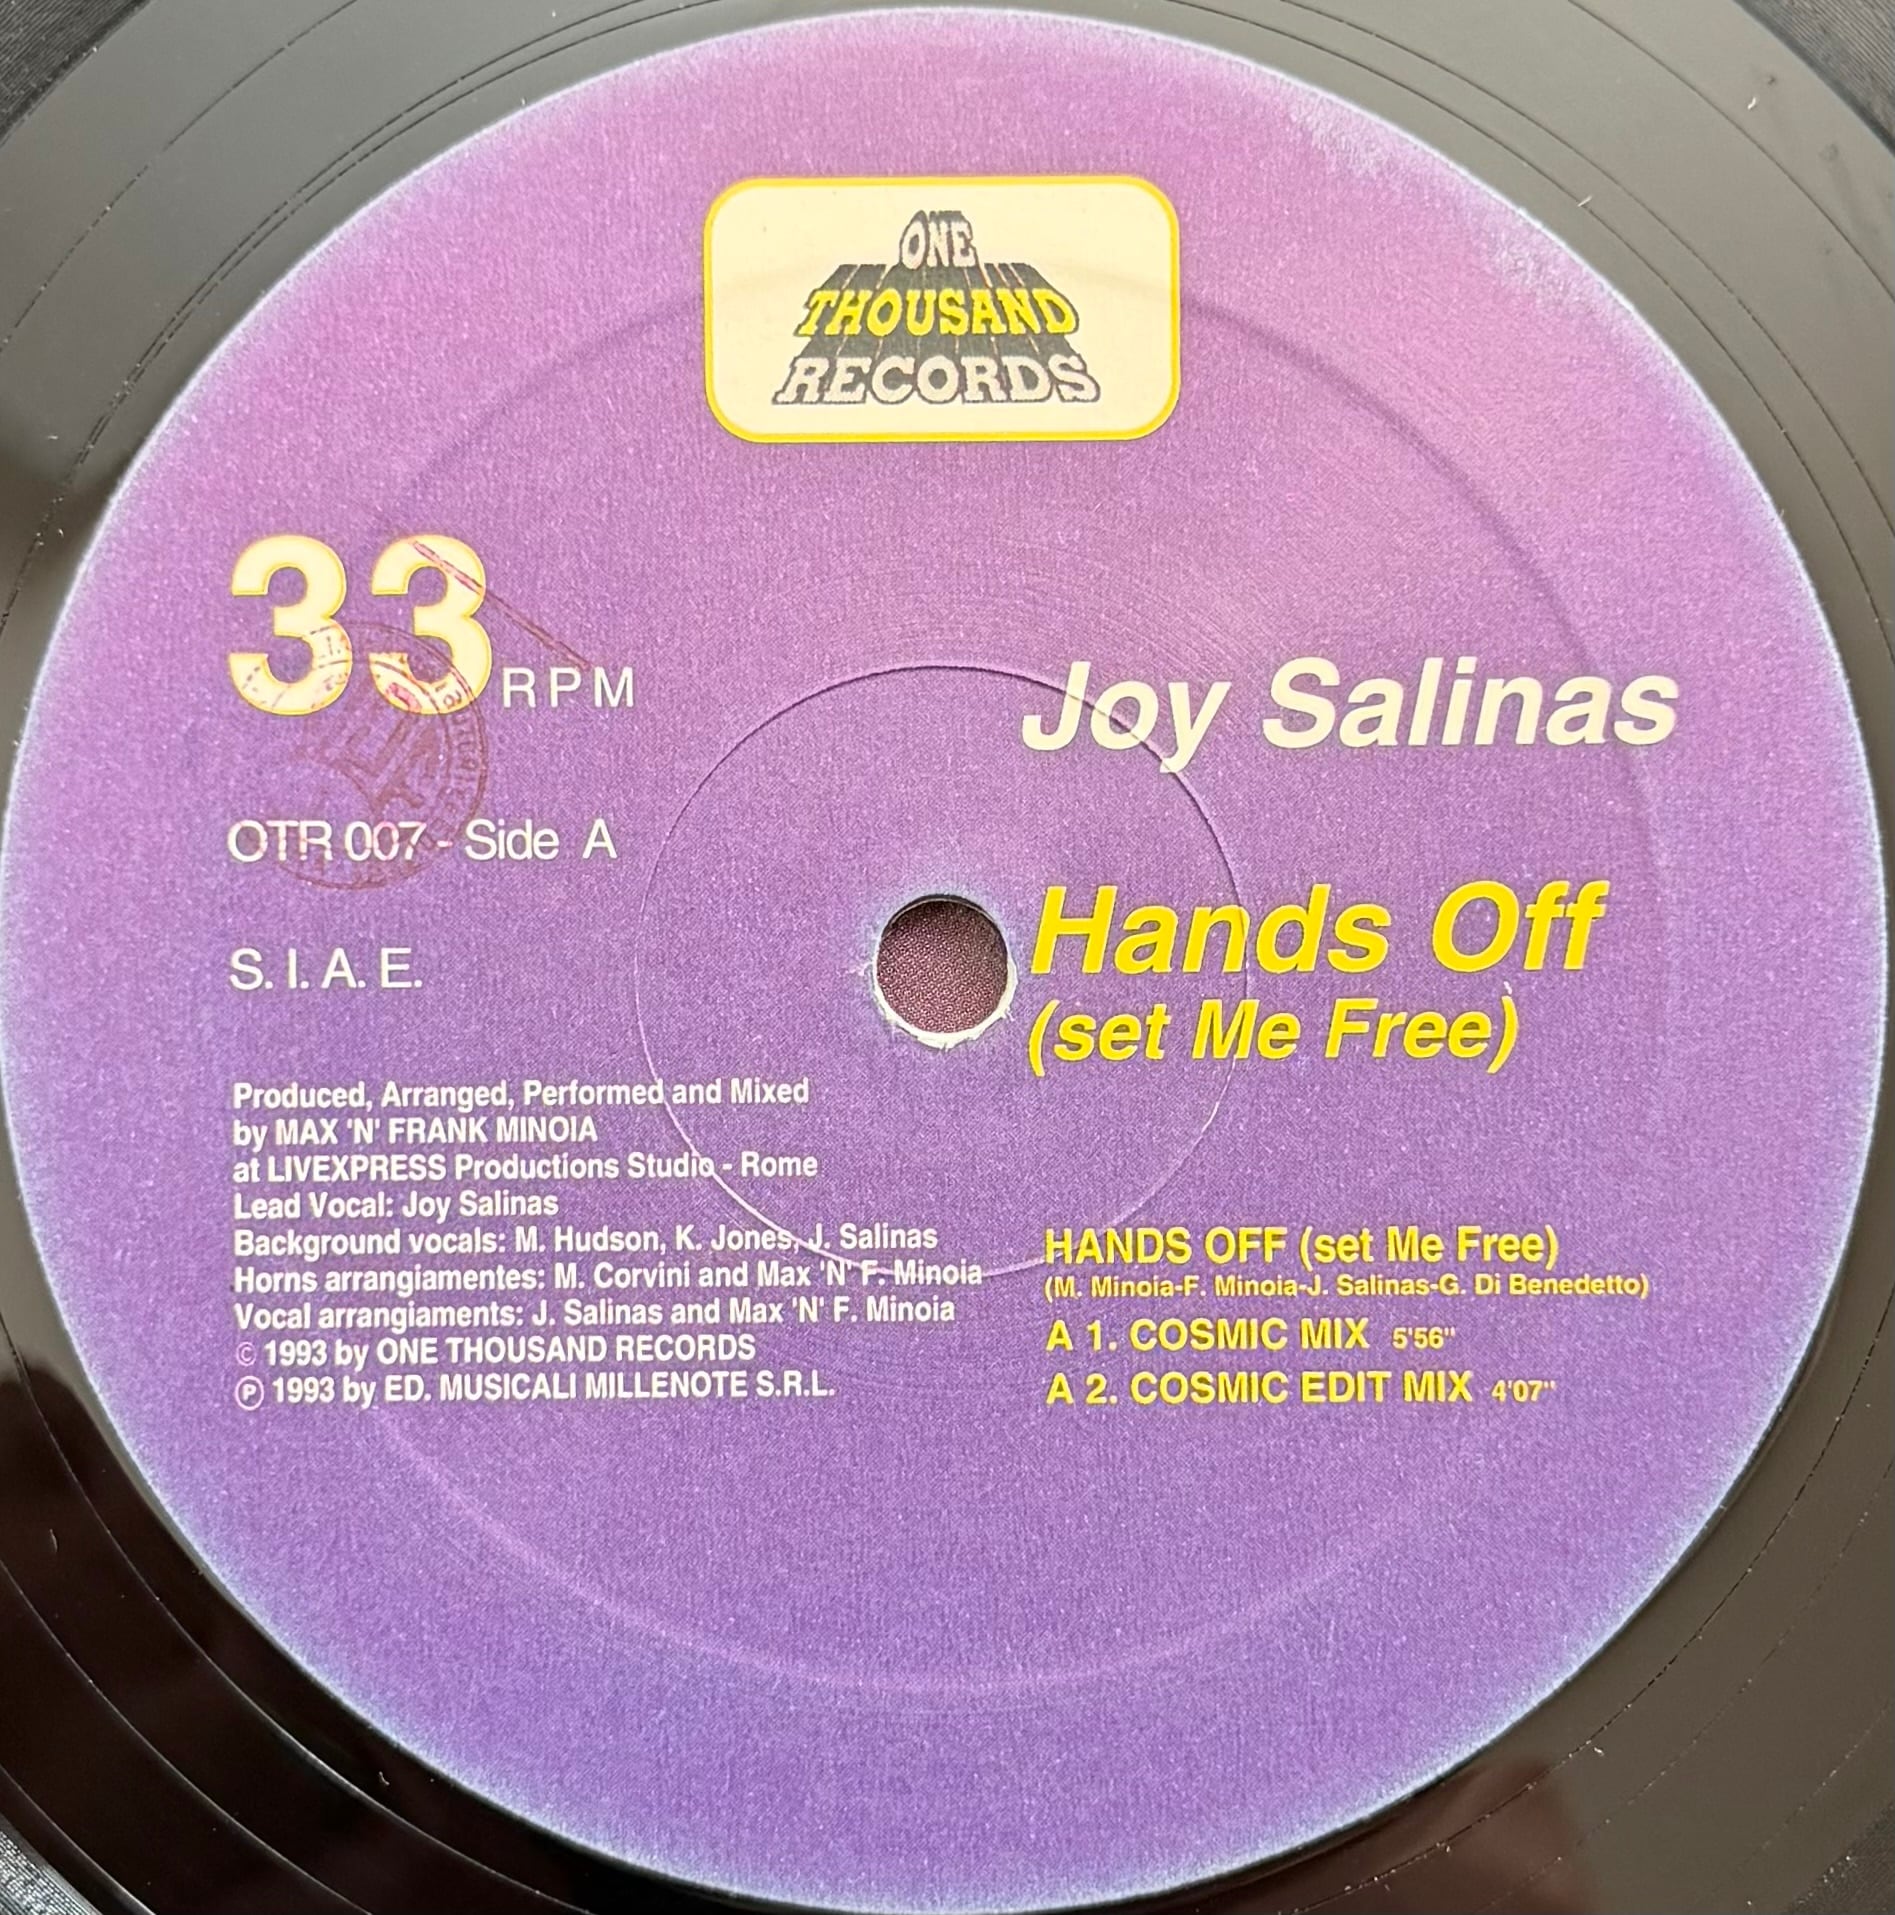 ONE
THOUSAND
RECORDS
33 RPM
OTR 007 - Side A
S. I. A. E.
Joy Salinas
Hands Off
(set Me Free)
Produced, Arranged, Performed and Mixed
by MAX 'N' FRANK MINOIA
at LIVEXPRESS Productions Studio - Rome
Lead Vocal: Joy Salinas
Background vocals: M. Hudson, K. Jones, J. Salinas
Horns arrangiamentes: M. Corvini and Max 'N' F. Minoia
Vocal arrangiaments: J. Salinas and Max 'N' F. Minoia
© 1993 by ONE THOUSAND RECORDS
℗ 1993 by ED. MUSICALI MILLENOTE S.R.L.
HANDS OFF (set Me Free)
(M. Minoia-F. Minoia-J. Salinas-G. Di Benedetto)
A 1. COSMIC MIX 5'56"
A 2. COSMIC EDIT MIX 4'07"